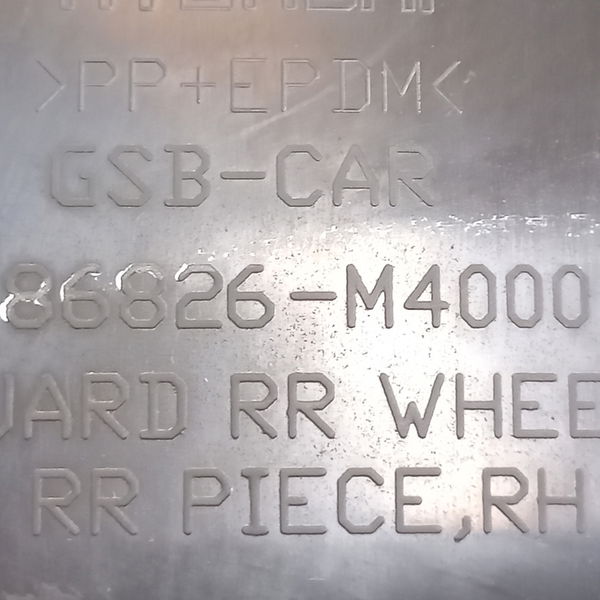 >PP+EPDM<
GSB-CAR
86826-M4000
UARD RR WHEE
RR PIECE,RH